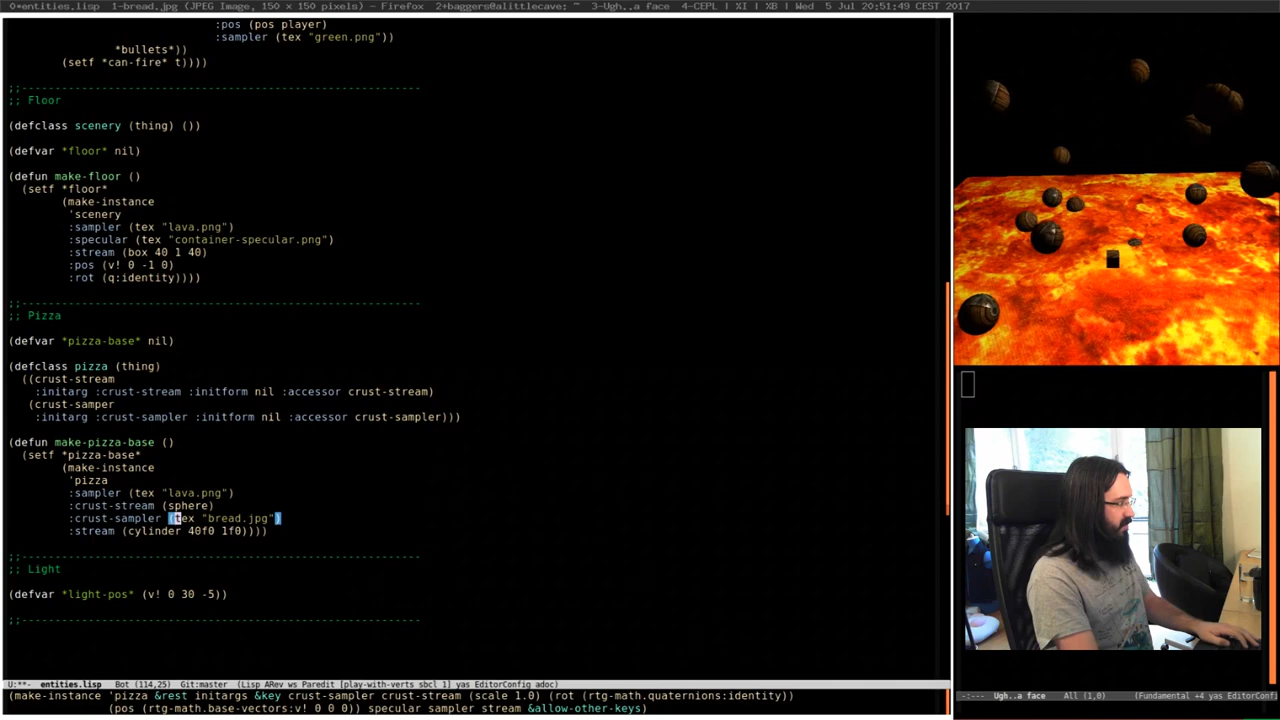 0*entities.lisp  1-bread..jpg (JPEG Image, 150 × 150 pixels) – Firefox  2+baggers@alittlecave: ~  3-Ugh..a face  4-CEPL | %I | %B | Wed  5 Jul 20:51:49 CEST 2017
:pos (pos player)
:sampler (tex "green.png"))
*bullets*))
(setf *can-fire* t))))
;;------------------------------------------------------------
;; Floor
(defclass scenery (thing) ())
(defvar *floor* nil)
(defun make-floor ()
(setf *floor*
(make-instance
'scenery
:sampler (tex "lava.png")
:specular (tex "container-specular.png")
:stream (box 40 1 40)
:pos (v! 0 -1 0)
:rot (q:identity))))
;;------------------------------------------------------------
;; Pizza
(defvar *pizza-base* nil)
(defclass pizza (thing)
((crust-stream
:initarg :crust-stream :initform nil :accessor crust-stream)
(crust-samper
:initarg :crust-sampler :initform nil :accessor crust-sampler)))
(defun make-pizza-base ()
(setf *pizza-base*
(make-instance
'pizza
:sampler (tex "lava.png")
:crust-stream (sphere)
:crust-sampler (tex "bread.jpg")
:stream (cylinder 40f0 1f0))))
;;------------------------------------------------------------
;; Light
(defvar *light-pos* (v! 0 30 -5))
;;------------------------------------------------------------
U:**-  entities.lisp   Bot (114,25)  Git:master  (Lisp ARev ws Paredit [play-with-verts sbcl 1] yas EditorConfig adoc)
-:---  Ugh..a face    All (1,0)    (Fundamental +4 yas EditorConfi
(make-instance 'pizza &rest initargs &key crust-sampler crust-stream (scale 1.0) (rot (rtg-math.quaternions:identity))
(pos (rtg-math.base-vectors:v! 0 0 0)) specular sampler stream &allow-other-keys)